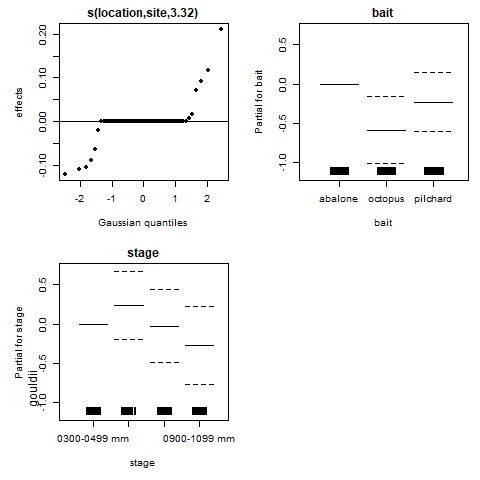 s(location,site,3.32)
effects
0.20
0.10
0.00
-0.10
-2
-1
0
1
2
Gaussian quantiles
bait
Partial for bait
0.5
0.0
-0.5
-1.0
abalone
octopus
pilchard
bait
stage
Partial for stage
gouldii
0.5
0.0
-0.5
-1.0
0300-0499 mm
0900-1099 mm
stage